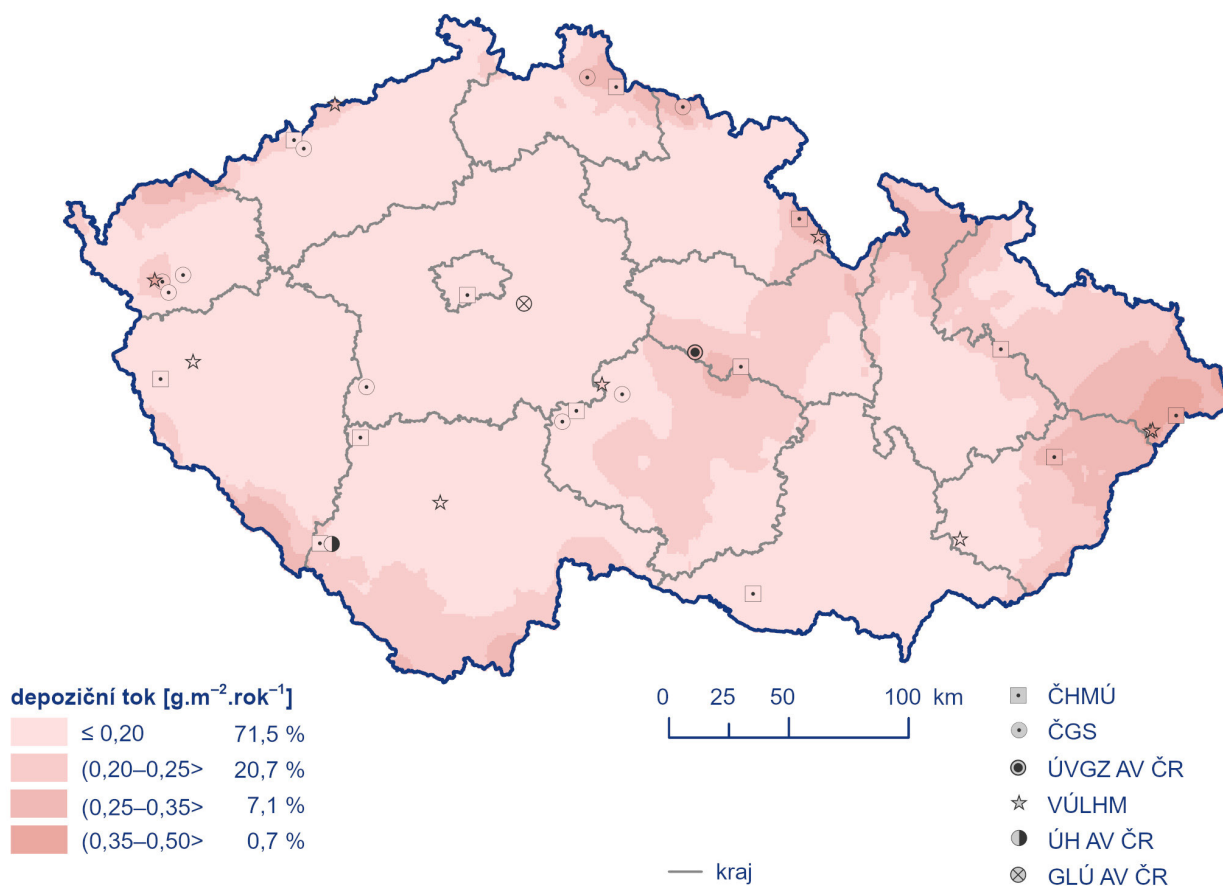 depoziční tok [g.m⁻².rok⁻¹]
≤ 0,20 71,5 %
(0,20–0,25> 20,7 %
(0,25–0,35> 7,1 %
(0,35–0,50> 0,7 %
0 25 50 100 km
kraj
ČHMÚ
ČGS
ÚVGZ AV ČR
VÚLHM
ÚH AV ČR
GLÚ AV ČR